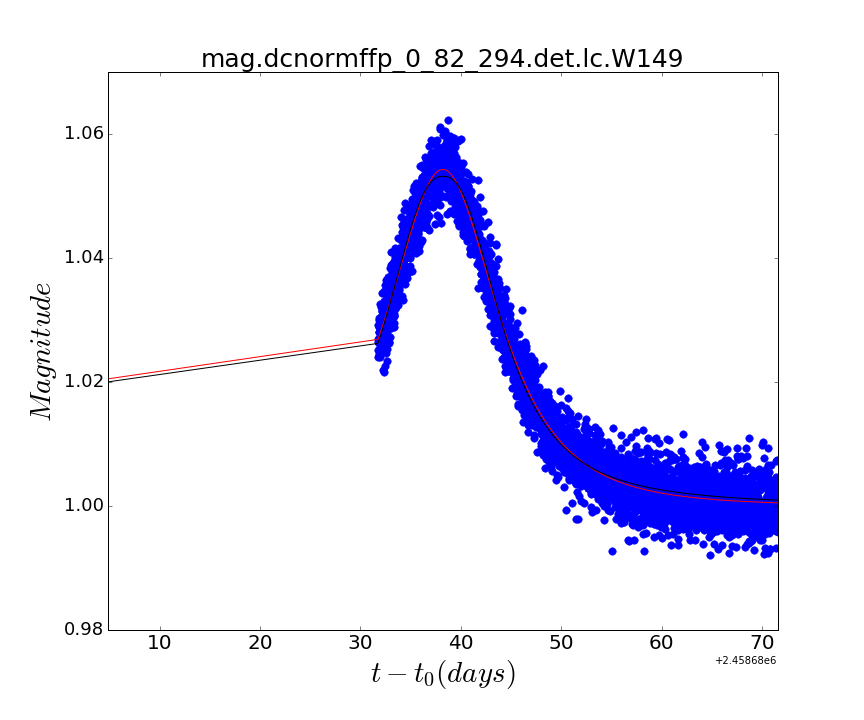 mag.dcnormffp_0_82_294.det.lc.W149
1.06
1.04
1.02
1.00
0.98
Magnitude
10 20 30 40 50 60 70
+2.45868e6
t − t₀(days)